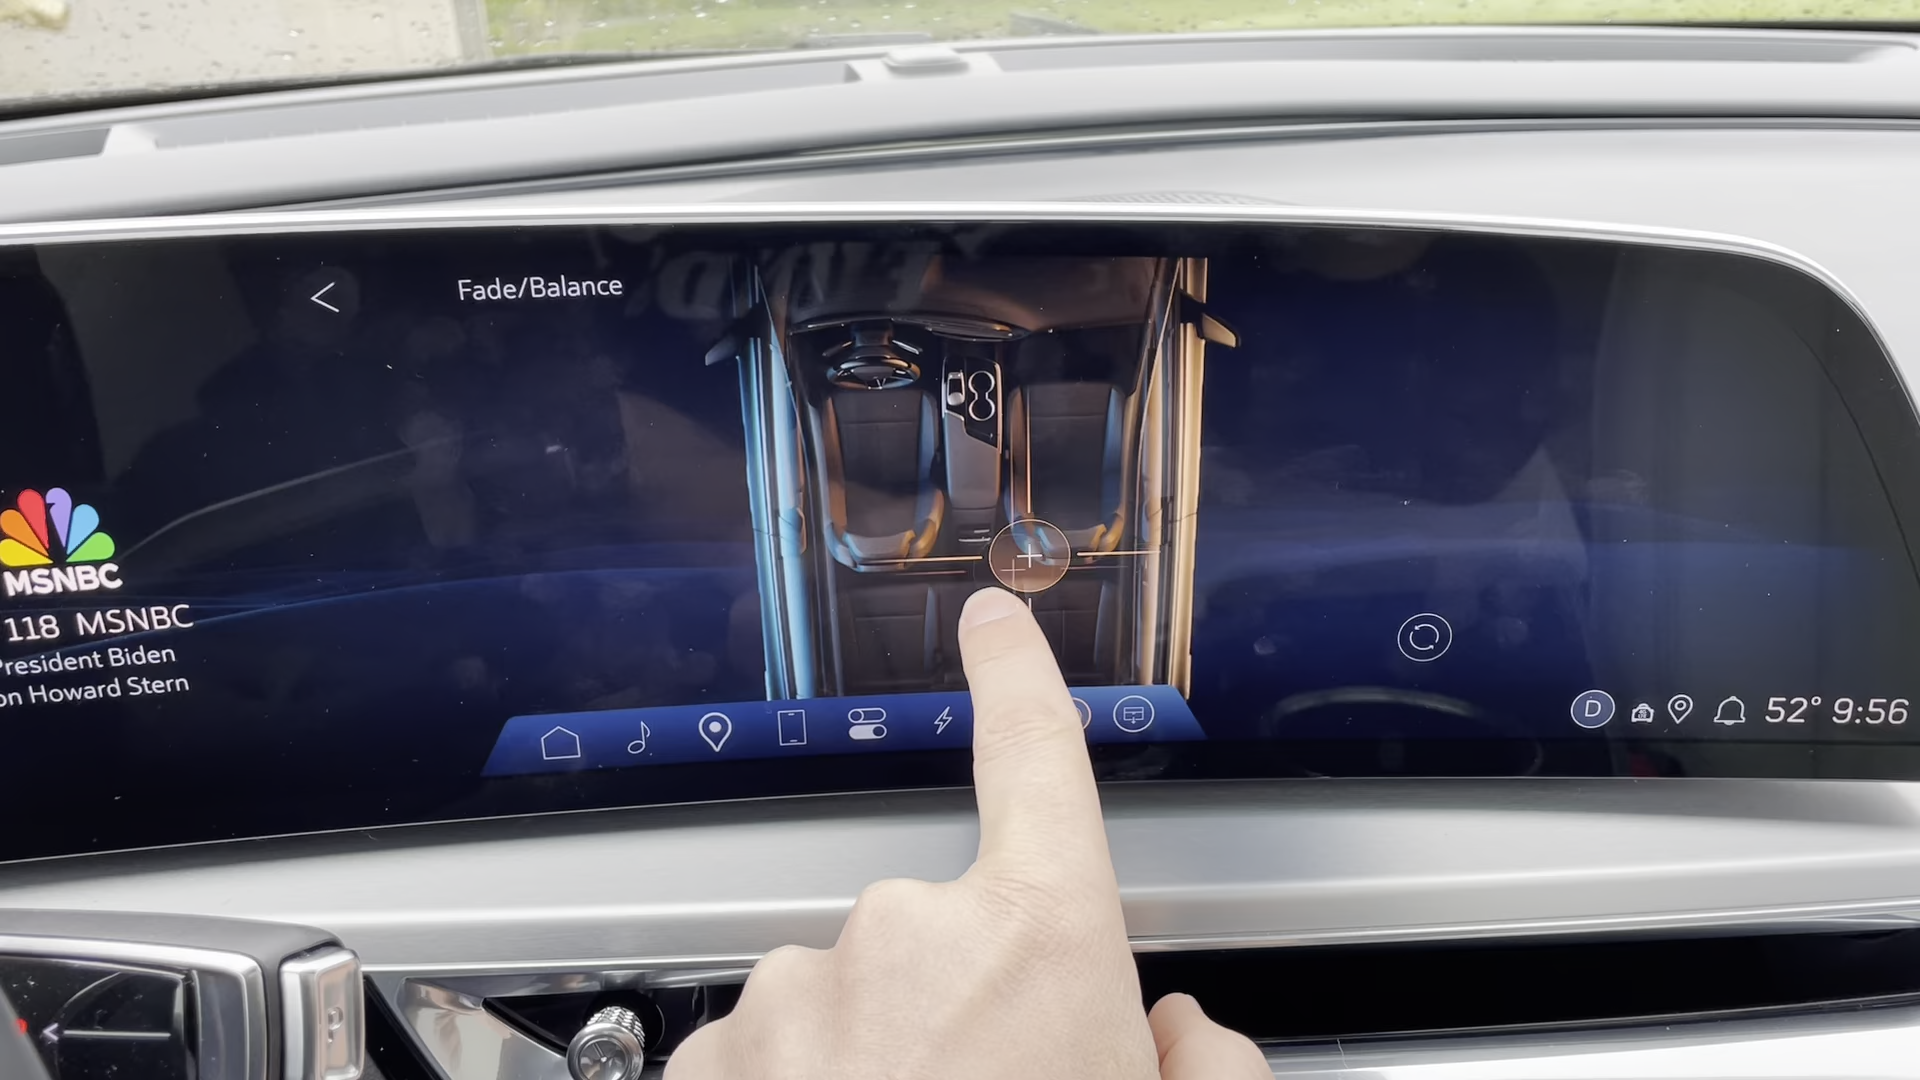 Fade/Balance
MSNBC
118 MSNBC
President Biden
on Howard Stern
D
52° 9:56
P